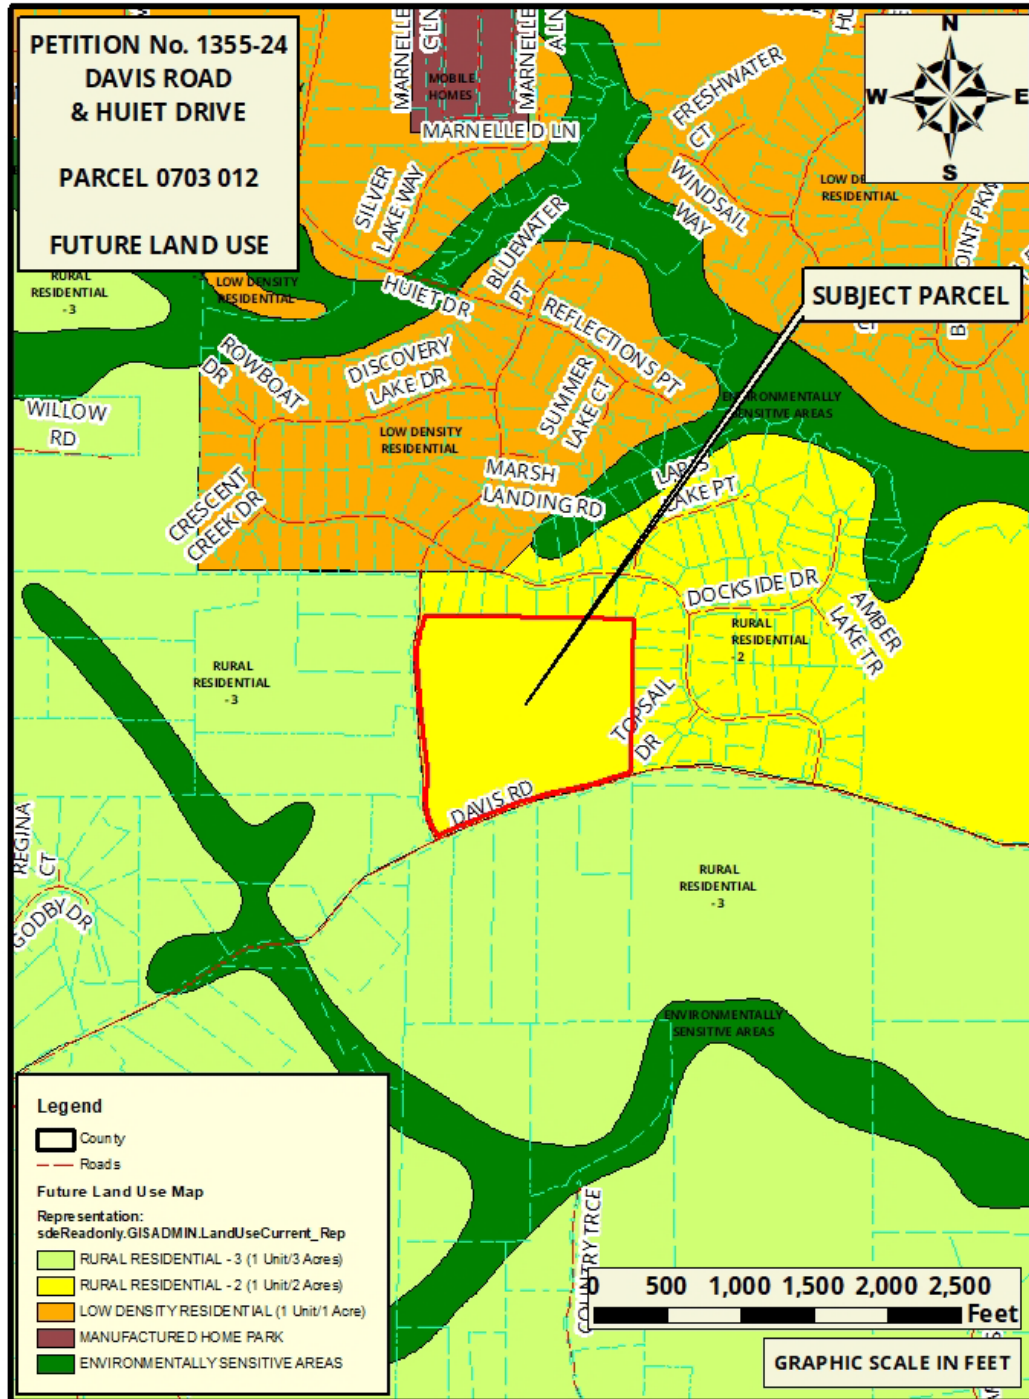 PETITION No. 1355-24
DAVIS ROAD
& HUIET DRIVE
PARCEL 0703 012
FUTURE LAND USE
N
W
E
S
MARNELLE
C LN
MARNELLE
A LN
MOBILE
HOMES
MARNELLE D LN
FRESHWATER
CT
WINDSAIL
WAY
RESIDENTIAL
SILVER
LAKE WAY
BLUEWATER
PT
SUBJECT PARCEL
RURAL
RESIDENTIAL
-3
LOW DENSITY
RESIDENTIAL
HUIET DR
REFLECTIONS PT
ROWBOAT
DR
DISCOVERY
LAKE DR
SUMMER
LAKE CT
ENVIRONMENTALLY
SENSITIVE AREAS
WILLOW
RD
LOW DENSITY
RESIDENTIAL
MARSH
LANDING RD
LAKE PT
CRESCENT
CREEK DR
DOCKSIDE DR
AMBER
LAKE TR
RURAL
RESIDENTIAL
-2
RURAL
RESIDENTIAL
-3
TOPSAIL
DR
DAVIS RD
REGINA
CT
GODBY DR
RURAL
RESIDENTIAL
-3
ENVIRONMENTALLY
SENSITIVE AREAS
COUNTRY TRCE
Legend
County
Roads
Future Land Use Map
Representation:
sdeReadonly.GISADMIN.LandUseCurrent_Rep
RURAL RESIDENTIAL - 3 (1 Unit/3 Acres)
RURAL RESIDENTIAL - 2 (1 Unit/2 Acres)
LOW DENSITY RESIDENTIAL (1 Unit/1 Acre)
MANUFACTURED HOME PARK
ENVIRONMENTALLY SENSITIVE AREAS
0 500 1,000 1,500 2,000 2,500
Feet
GRAPHIC SCALE IN FEET